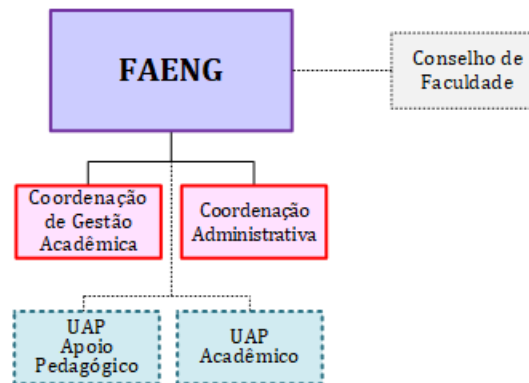 FAENG
Conselho de
Faculdade
Coordenação
de Gestão
Acadêmica
Coordenação
Administrativa
UAP
Apoio
Pedagógico
UAP
Acadêmico